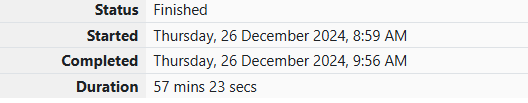 Status Finished
Started Thursday, 26 December 2024, 8:59 AM
Completed Thursday, 26 December 2024, 9:56 AM
Duration 57 mins 23 secs